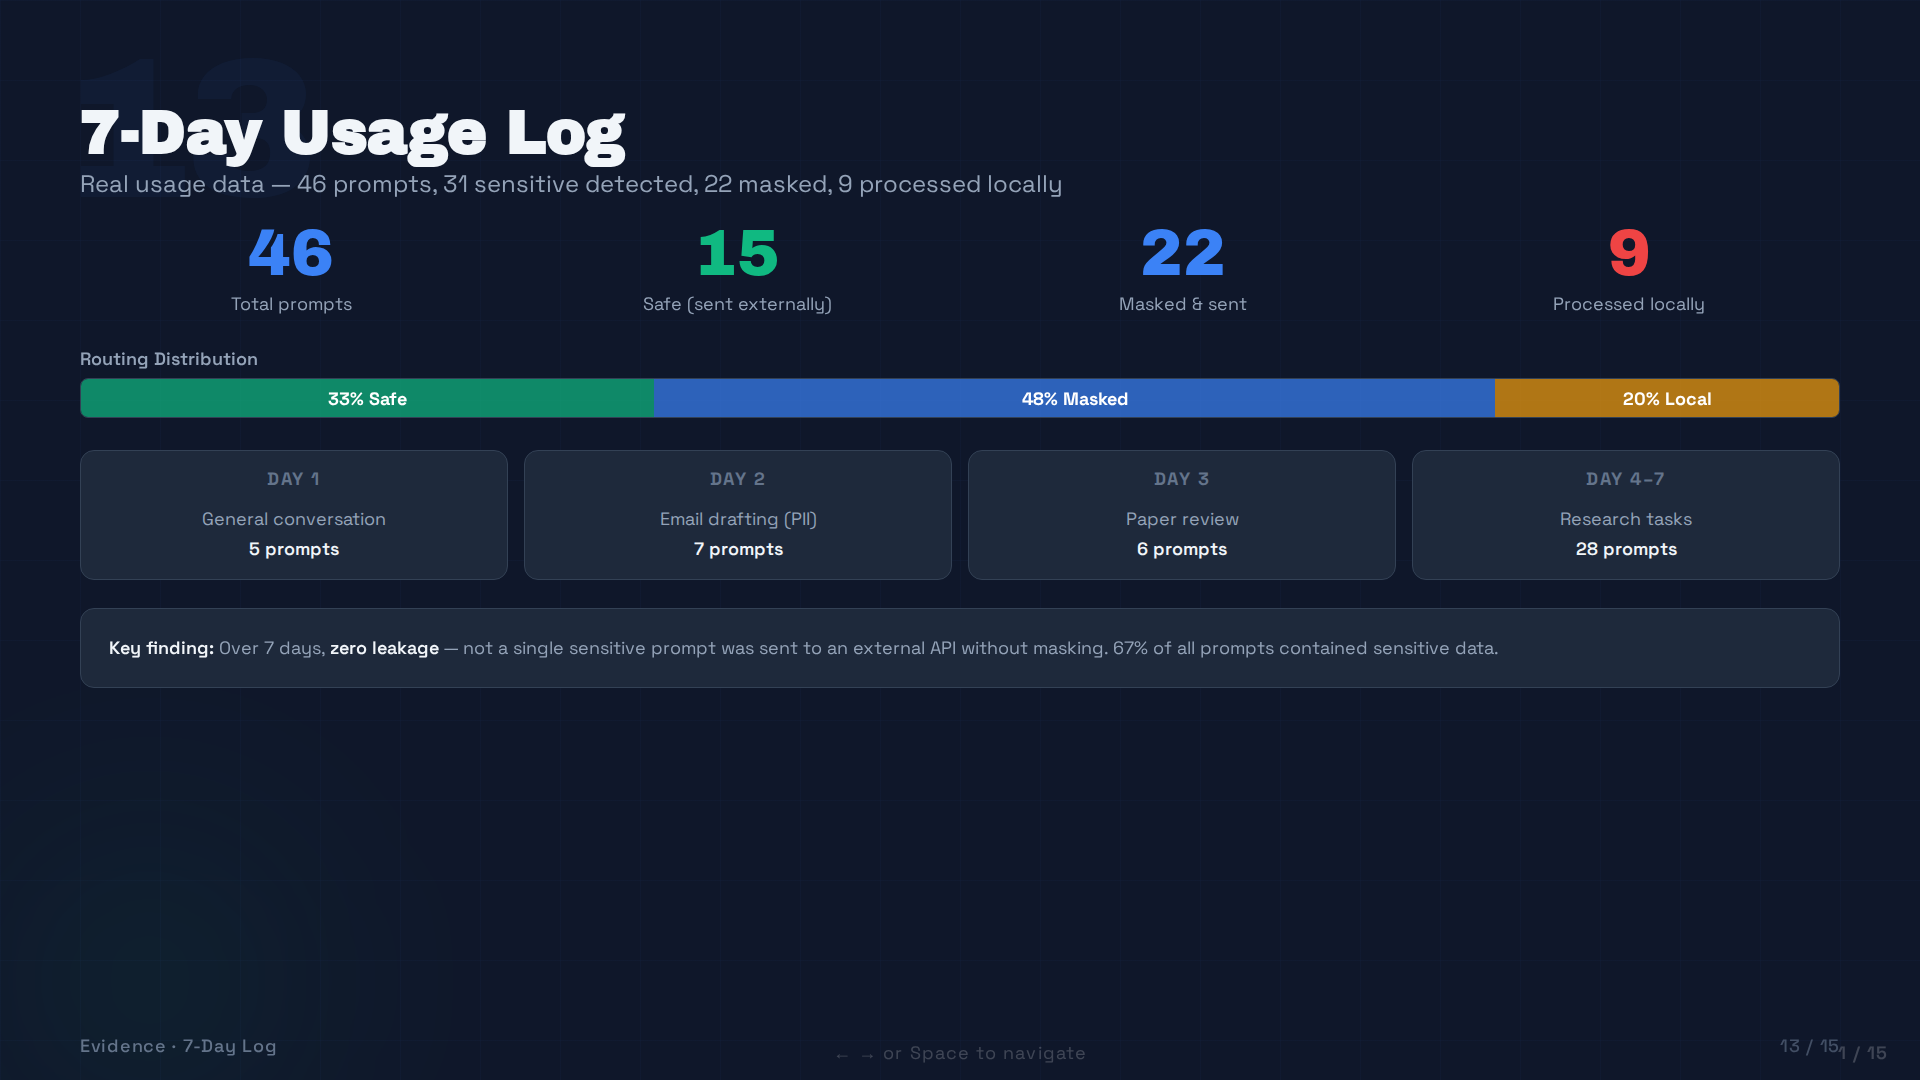 13
7-Day Usage Log
Real usage data — 46 prompts, 31 sensitive detected, 22 masked, 9 processed locally
46
Total prompts
15
Safe (sent externally)
22
Masked & sent
9
Processed locally
Routing Distribution
33% Safe
48% Masked
20% Local
DAY 1
General conversation
5 prompts
DAY 2
Email drafting (PII)
7 prompts
DAY 3
Paper review
6 prompts
DAY 4–7
Research tasks
28 prompts
Key finding: Over 7 days, zero leakage — not a single sensitive prompt was sent to an external API without masking. 67% of all prompts contained sensitive data.
Evidence · 7-Day Log
← → or Space to navigate
13 / 15
1 / 15